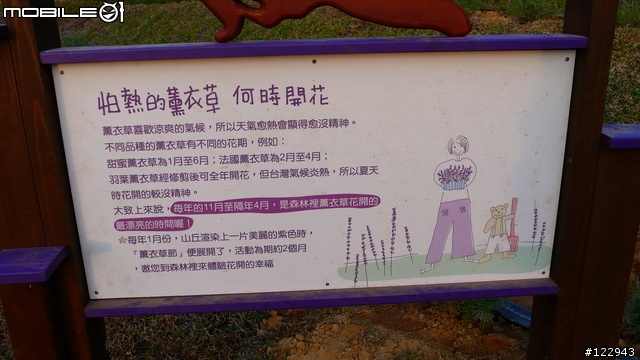 MOBILE01
怕熱的薰衣草 何時開花
薰衣草喜歡涼爽的氣候，所以天氣愈熱會顯得愈沒精神。
不同品種的薰衣草有不同的花期，例如：
甜蜜薰衣草為1月至6月；法國薰衣草為2月至4月；
羽葉薰衣草經修剪後可全年開花，但台灣氣候炎熱，所以夏天
時花開的較沒精神。
大致上來說，每年的11月至隔年4月，是森林裡薰衣草花開的
最漂亮的時間喔！
☆每年1月份，山丘渲染上一片美麗的紫色時，
『薰衣草節』便展開了，活動為期約2個月
，邀您到森林裡來體驗花開的幸福
#122943